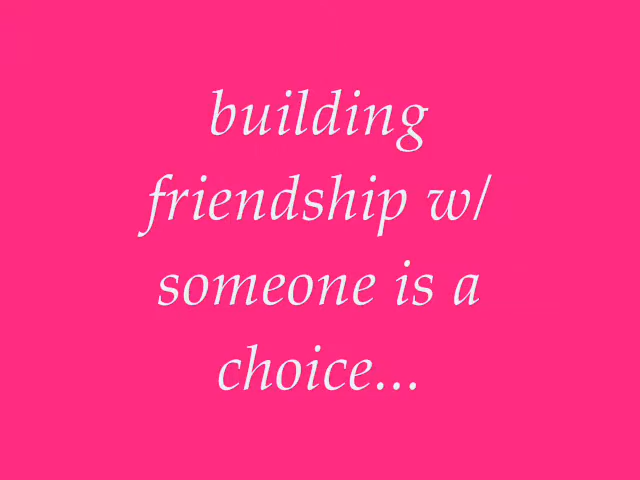 building
friendship w/
someone is a
choice...